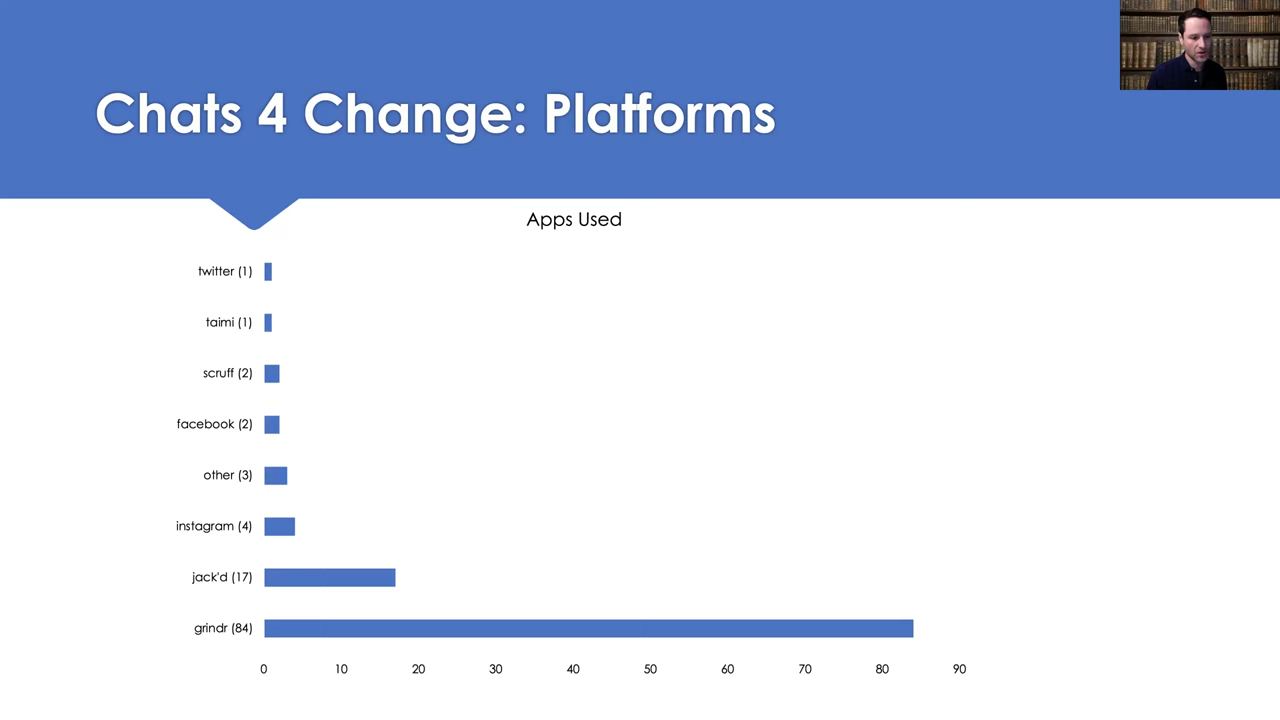 Chats 4 Change: Platforms
Apps Used
twitter (1)
taimi (1)
scruff (2)
facebook (2)
other (3)
instagram (4)
jack'd (17)
grindr (84)
0 10 20 30 40 50 60 70 80 90